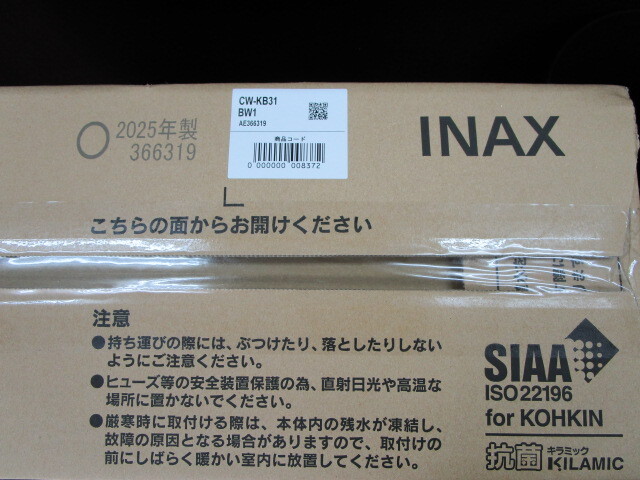 CW-KB31
BW1
AE366319
商品コード
0 000000 008372
INAX
2025年製
366319
こちらの面からお開けください
注意
●持ち運びの際には、ぶつけたり、落としたりしない
ようにご注意ください。
●ヒューズ等の安全装置保護の為、直射日光や高温な
場所に置かないでください。
●厳寒時に取付ける際は、本体内の残水が凍結し、
故障の原因となる場合がありますので、取付けの
前にしばらく暖かい室内に放置してください。
SIAA
ISO22196
for KOHKIN
抗菌 キラミック
KILAMIC